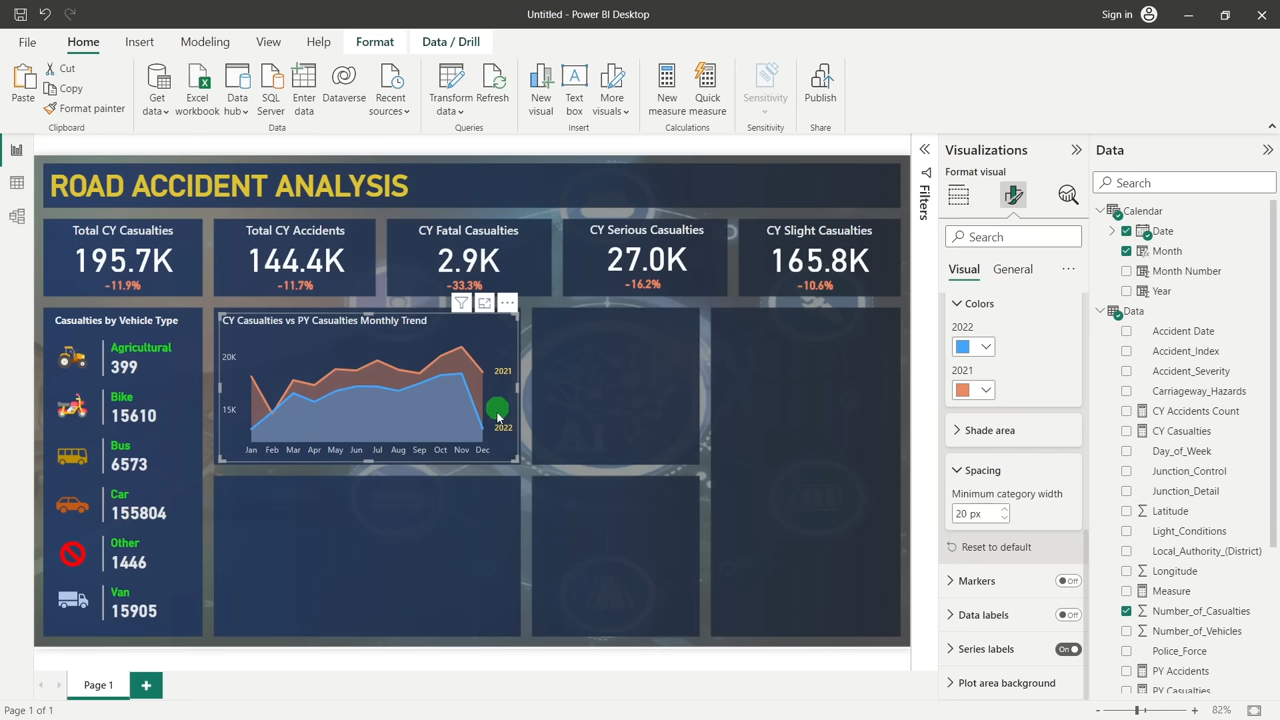 Untitled - Power BI Desktop
Sign in
File
Home
Insert
Modeling
View
Help
Format
Data / Drill
Paste
Cut
Copy
Format painter
Clipboard
Get data
Excel workbook
Data hub
SQL Server
Enter data
Dataverse
Recent sources
Data
Transform data
Refresh
Queries
New visual
Text box
More visuals
Insert
New measure
Quick measure
Calculations
Sensitivity
Sensitivity
Publish
Share
ROAD ACCIDENT ANALYSIS
Total CY Casualties
195.7K
-11.9%
Total CY Accidents
144.4K
-11.7%
CY Fatal Casualties
2.9K
-33.3%
CY Serious Casualties
27.0K
-16.2%
CY Slight Casualties
165.8K
-10.6%
Casualties by Vehicle Type
Agricultural
399
Bike
15610
Bus
6573
Car
155804
Other
1446
Van
15905
CY Casualties vs PY Casualties Monthly Trend
20K
15K
2021
2022
Jan Feb Mar Apr May Jun Jul Aug Sep Oct Nov Dec
Filters
Visualizations
Format visual
Search
Visual
General
Colors
2022
2021
Shade area
Spacing
Minimum category width
20 px
Reset to default
Markers
Off
Data labels
Off
Series labels
On
Plot area background
Data
Search
Calendar
Date
Month
Month Number
Year
Data
Accident Date
Accident_Index
Accident_Severity
Carriageway_Hazards
CY Accidents Count
CY Casualties
Day_of_Week
Junction_Control
Junction_Detail
Latitude
Light_Conditions
Local_Authority_(District)
Longitude
Measure
Number_of_Casualties
Number_of_Vehicles
Police_Force
PY Accidents
PY Casualties
Page 1
Page 1 of 1
82%